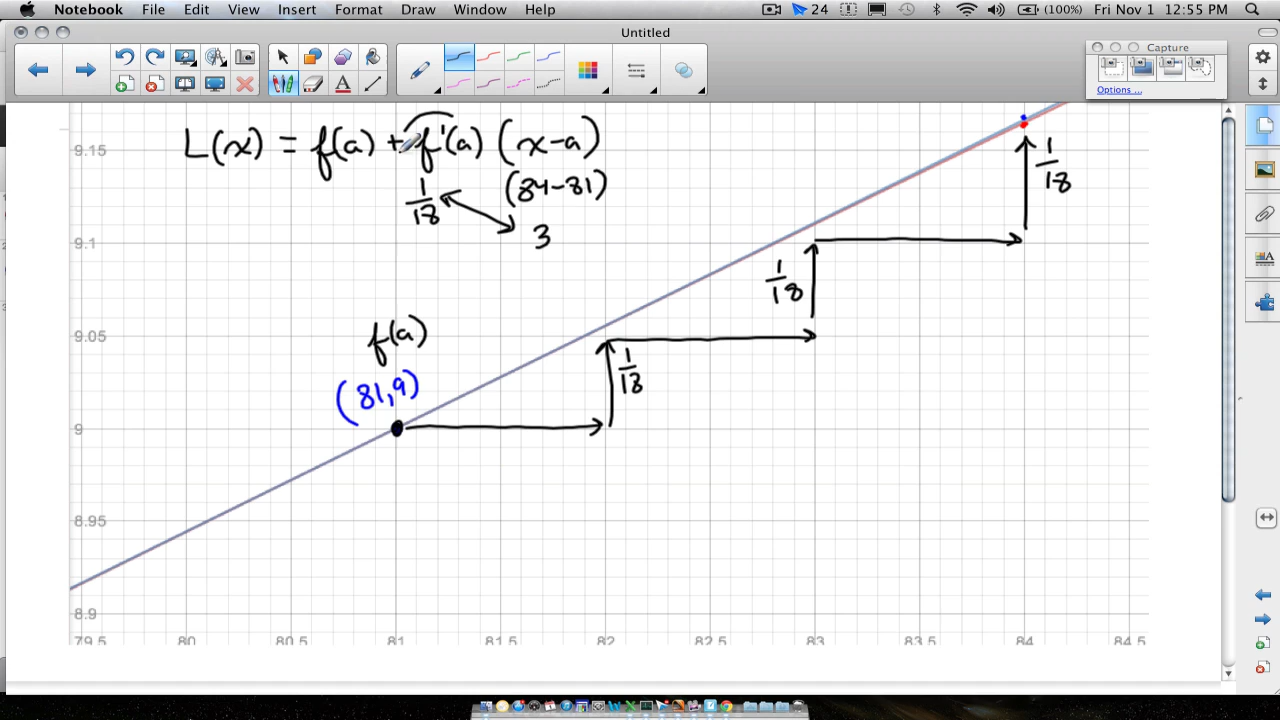 Notebook File Edit View Insert Format Draw Window Help 24 (100%) Fri Nov 1 12:55 PM
Untitled
Capture
Options ...
L(x) = f(a) + f'(a) (x-a)
1/18 (84-81)
3
9.15
1/18
9.1
1/18
f(a)
9.05
1/18
(81,9)
9
8.95
8.9
79.5 80 80.5 81 81.5 82 82.5 83 83.5 84 84.5